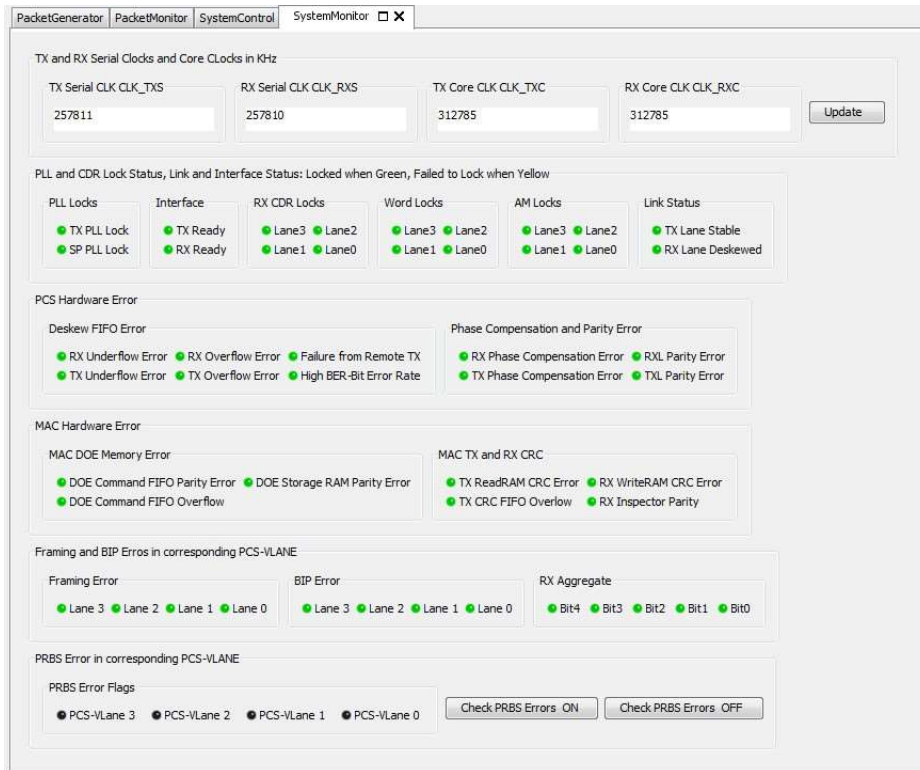 PacketGenerator PacketMonitor SystemControl SystemMonitor
TX and RX Serial Clocks and Core CLocks in KHz
TX Serial CLK CLK_TXS RX Serial CLK CLK_RXS TX Core CLK CLK_TXC RX Core CLK CLK_RXC
257811 257810 312785 312785 Update
PLL and CDR Lock Status, Link and Interface Status: Locked when Green, Failed to Lock when Yellow
PLL Locks Interface RX CDR Locks Word Locks AM Locks Link Status
TX PLL Lock TX Ready Lane3 Lane2 Lane3 Lane2 Lane3 Lane2 TX Lane Stable
SP PLL Lock RX Ready Lane1 Lane0 Lane1 Lane0 Lane1 Lane0 RX Lane Deskewed
PCS Hardware Error
Deskew FIFO Error Phase Compensation and Parity Error
RX Underflow Error RX Overflow Error Failure from Remote TX RX Phase Compensation Error RXL Parity Error
TX Underflow Error TX Overflow Error High BER-Bit Error Rate TX Phase Compensation Error TXL Parity Error
MAC Hardware Error
MAC DOE Memory Error MAC TX and RX CRC
DOE Command FIFO Parity Error DOE Storage RAM Parity Error TX ReadRAM CRC Error RX WriteRAM CRC Error
DOE Command FIFO Overflow TX CRC FIFO Overlow RX Inspector Parity
Framing and BIP Erros in corresponding PCS-VLANE
Framing Error BIP Error RX Aggregate
Lane 3 Lane 2 Lane 1 Lane 0 Lane 3 Lane 2 Lane 1 Lane 0 Bit4 Bit3 Bit2 Bit1 Bit0
PRBS Error in corresponding PCS-VLANE
PRBS Error Flags
PCS-VLane 3 PCS-VLane 2 PCS-VLane 1 PCS-VLane 0 Check PRBS Errors ON Check PRBS Errors OFF